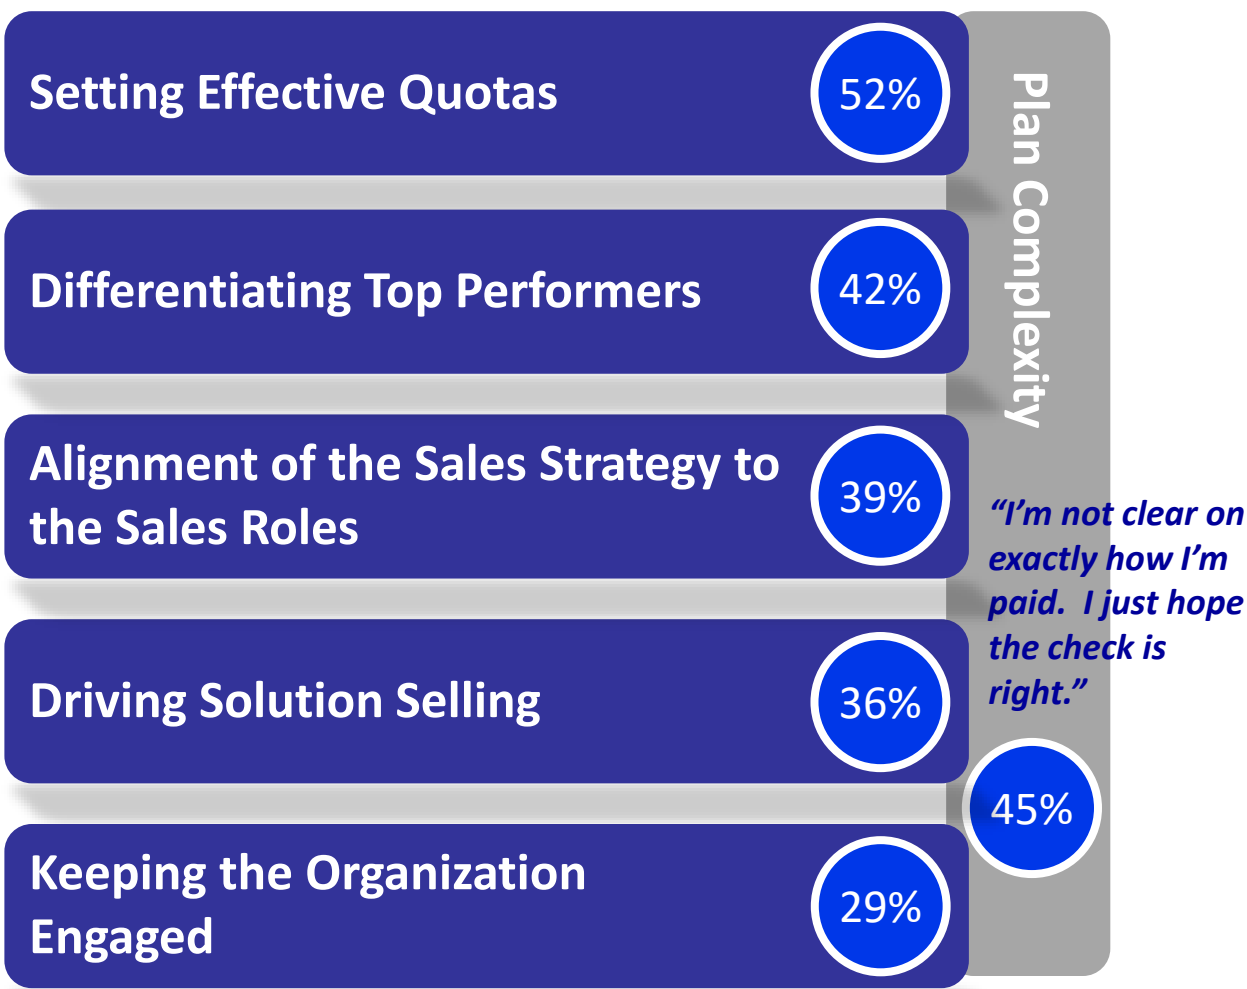 Setting Effective Quotas
52%
Differentiating Top Performers
42%
Alignment of the Sales Strategy to
the Sales Roles
39%
Driving Solution Selling
36%
Keeping the Organization
Engaged
29%
Plan Complexity
“I’m not clear on
exactly how I’m
paid.  I just hope
the check is
right.”
45%